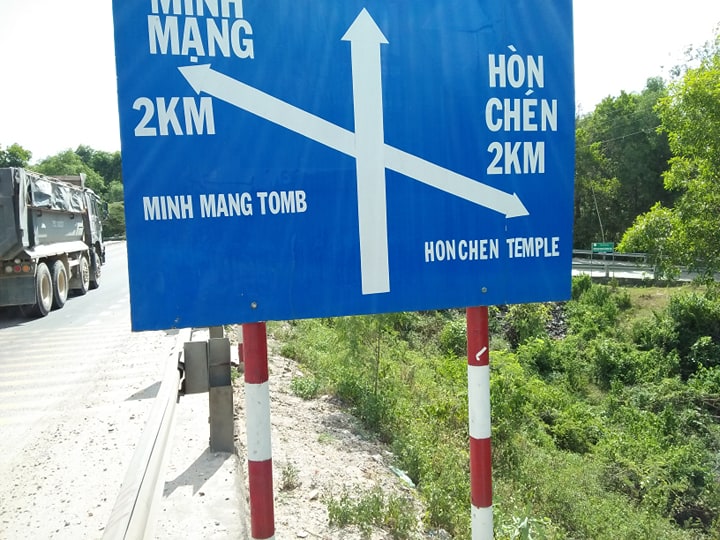 MINH
MẠNG
2KM
MINH MANG TOMB
HÒN
CHÉN
2KM
HONCHEN TEMPLE